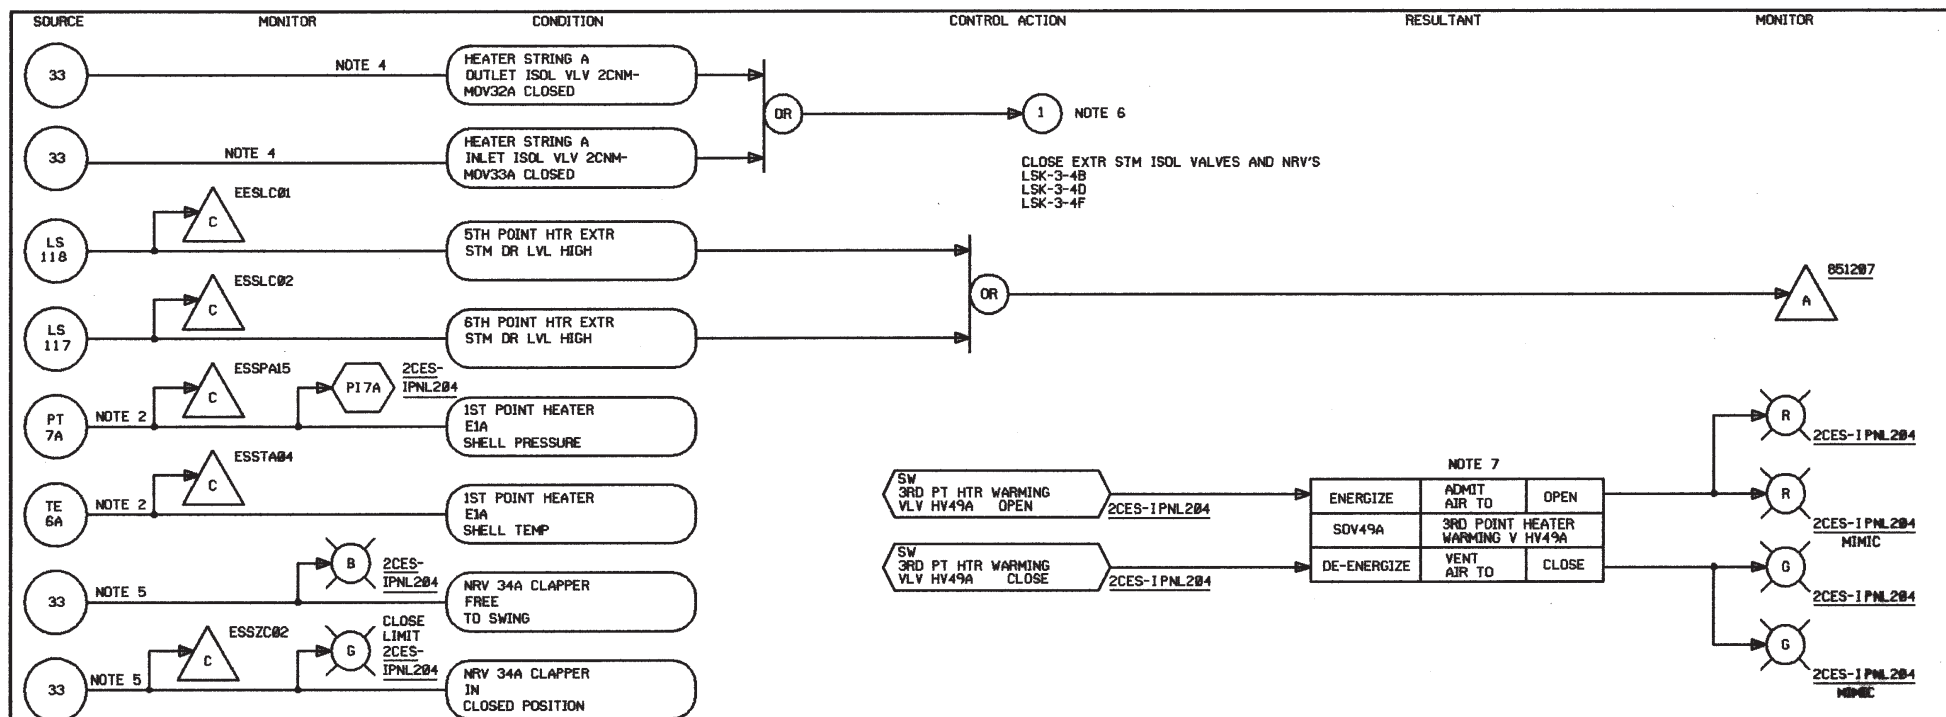 SOURCE MONITOR CONDITION CONTROL ACTION RESULTANT MONITOR
33
NOTE 4
HEATER STRING A
OUTLET ISOL VLV 2CNM-
MOV32A CLOSED
OR
1
NOTE 6
33
NOTE 4
HEATER STRING A
INLET ISOL VLV 2CNM-
MOV33A CLOSED
CLOSE EXTR STM ISOL VALVES AND NRV'S
LSK-3-4B
LSK-3-4D
LSK-3-4F
LS
118
C
EESLC01
5TH POINT HTR EXTR
STM DR LVL HIGH
LS
117
C
ESSLC02
6TH POINT HTR EXTR
STM DR LVL HIGH
OR
A
851207
PT
7A
NOTE 2
C
ESSPA15
PI7A
2CES-
IPNL204
1ST POINT HEATER
E1A
SHELL PRESSURE
TE
6A
NOTE 2
C
ESSTA04
1ST POINT HEATER
E1A
SHELL TEMP
33
NOTE 5
B
2CES-
IPNL204
NRV 34A CLAPPER
FREE
TO SWING
33
NOTE 5
C
ESSZC02
G
CLOSE
LIMIT
2CES-
IPNL204
NRV 34A CLAPPER
IN
CLOSED POSITION
SW
3RD PT HTR WARMING
VLV HV49A OPEN
2CES-IPNL204
SW
3RD PT HTR WARMING
VLV HV49A CLOSE
2CES-IPNL204
NOTE 7
ENERGIZE
ADMIT
AIR TO
OPEN
SOV49A
3RD POINT HEATER
WARMING V HV49A
DE-ENERGIZE
VENT
AIR TO
CLOSE
R
2CES-IPNL204
R
2CES-IPNL204
MIMIC
G
2CES-IPNL204
G
2CES-IPNL204
MIMIC